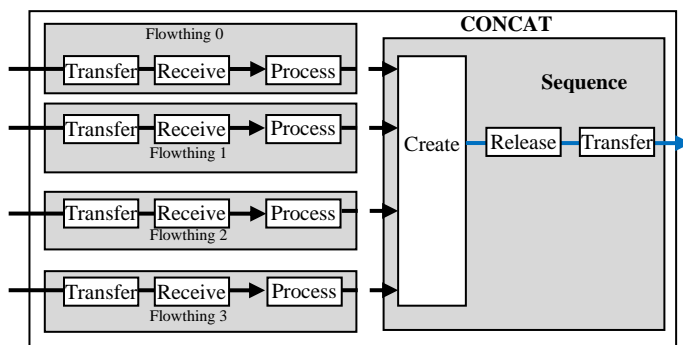 CONCAT
Flowthing 0
Transfer Receive Process
Sequence
Transfer Receive Process
Flowthing 1
Create Release Transfer
Transfer Receive Process
Flowthing 2
Transfer Receive Process
Flowthing 3